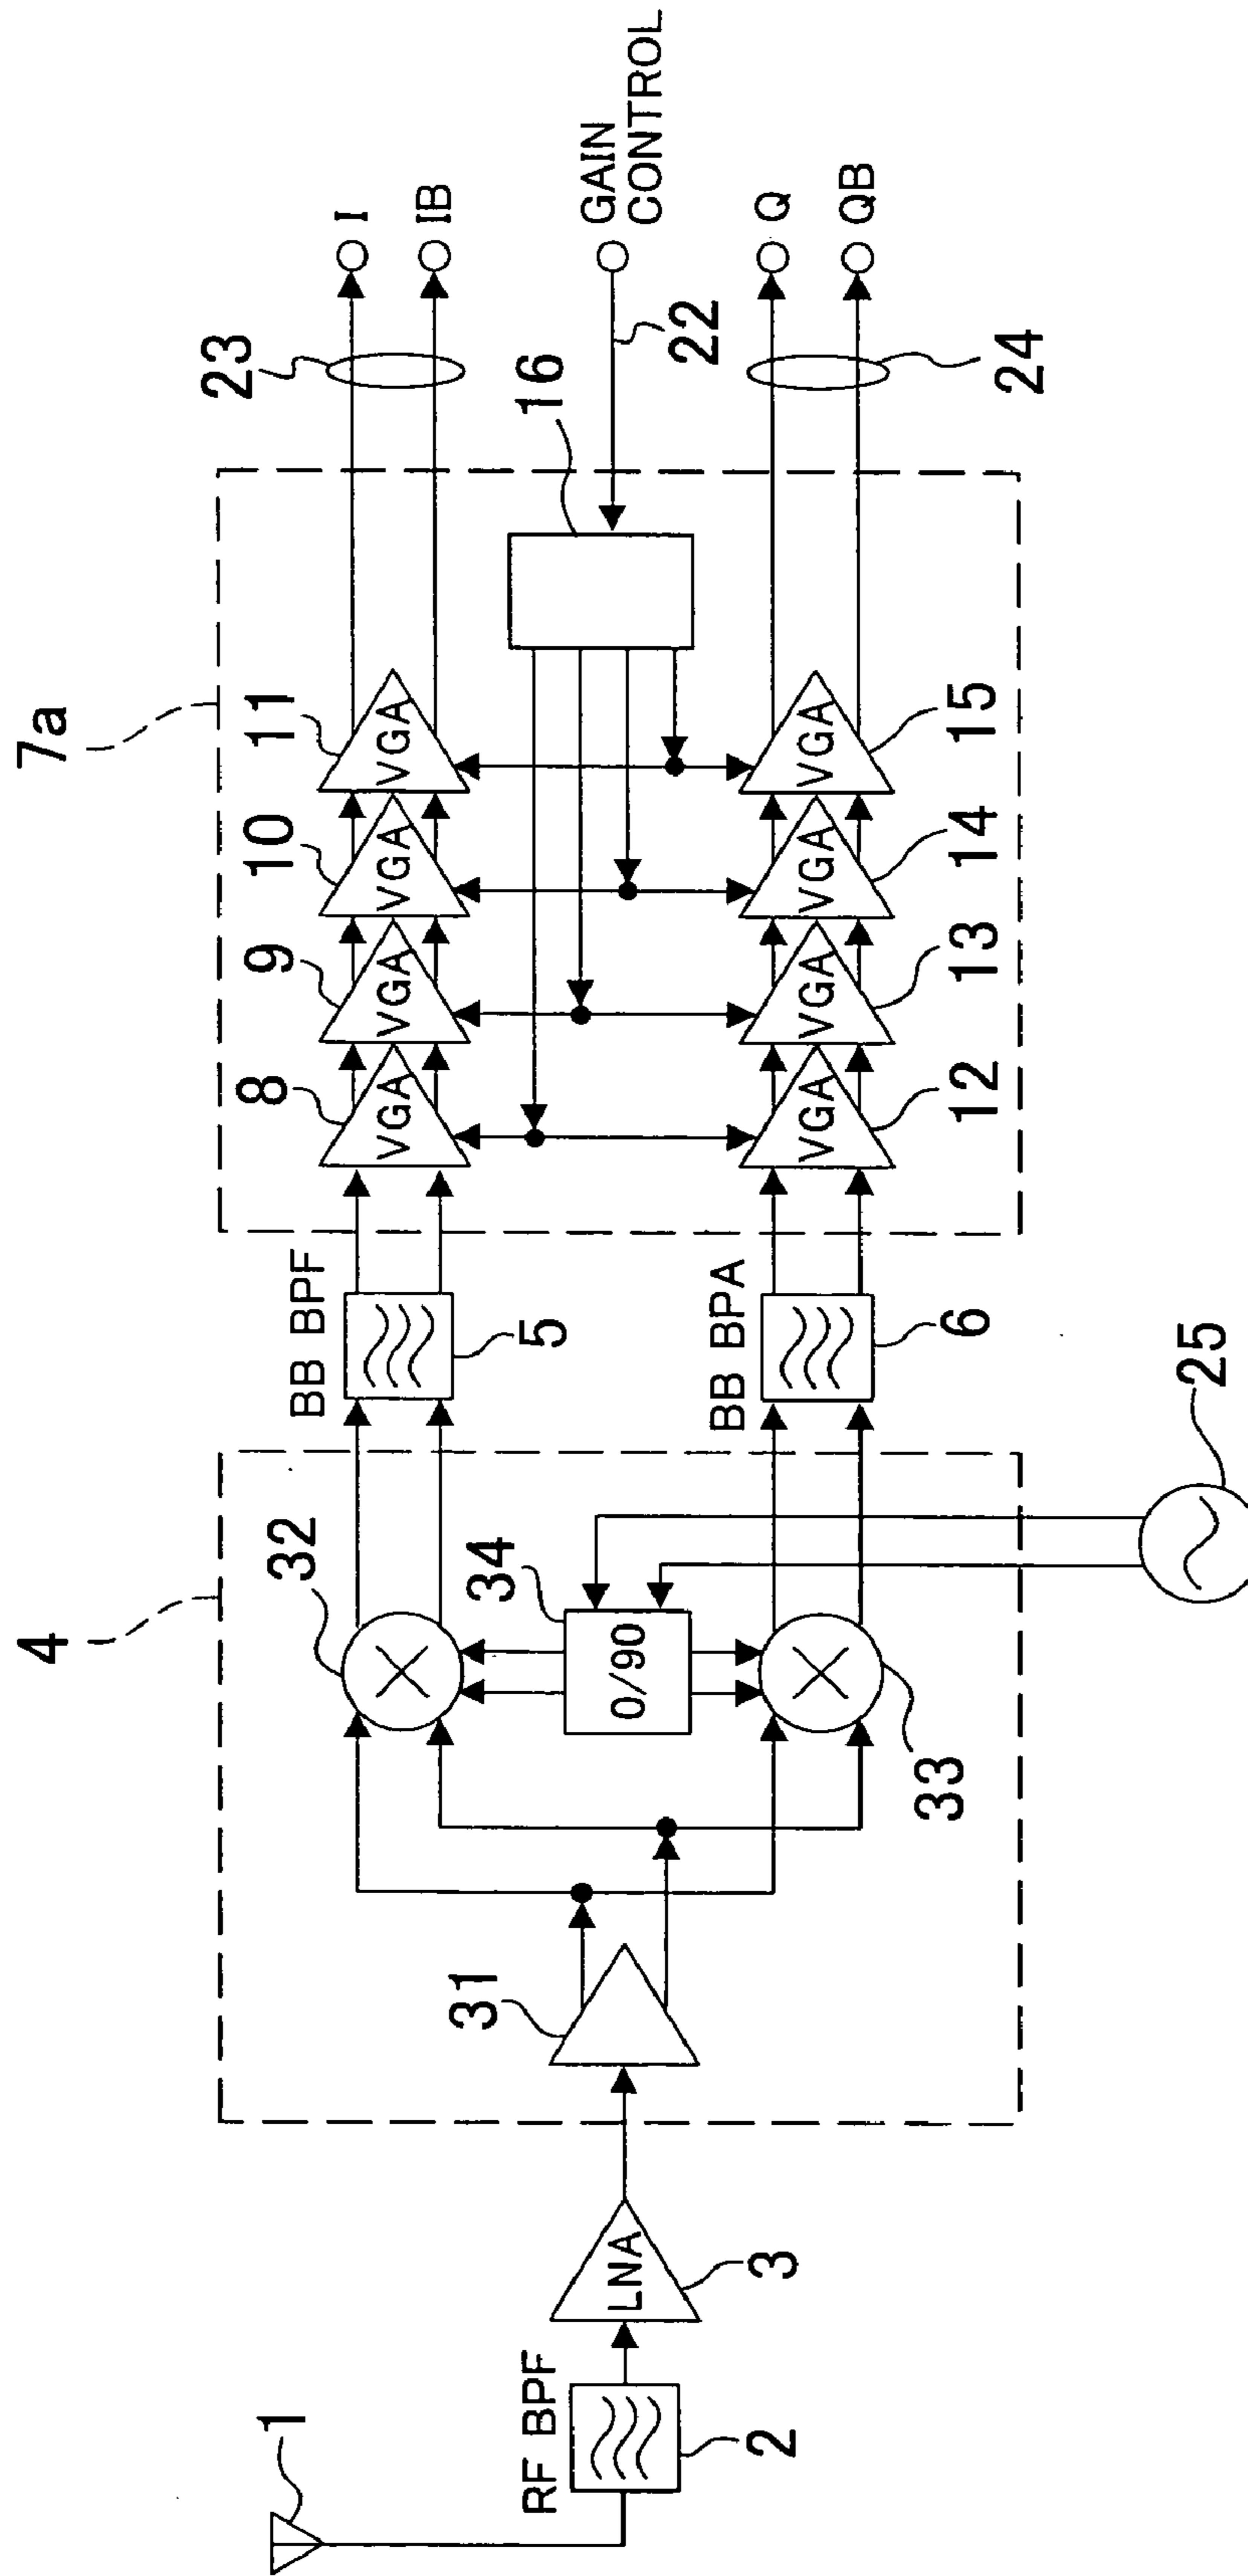 7a
4
23
I
IB
8
9
10
11
VGA
VGA
VGA
VGA
16
GAIN
CONTROL
22
BB BPF
5
32
34
0/90
31
1
RF BPF
2
LNA
3
33
BB BPA
6
VGA
VGA
VGA
VGA
12
13
14
15
Q
QB
24
25